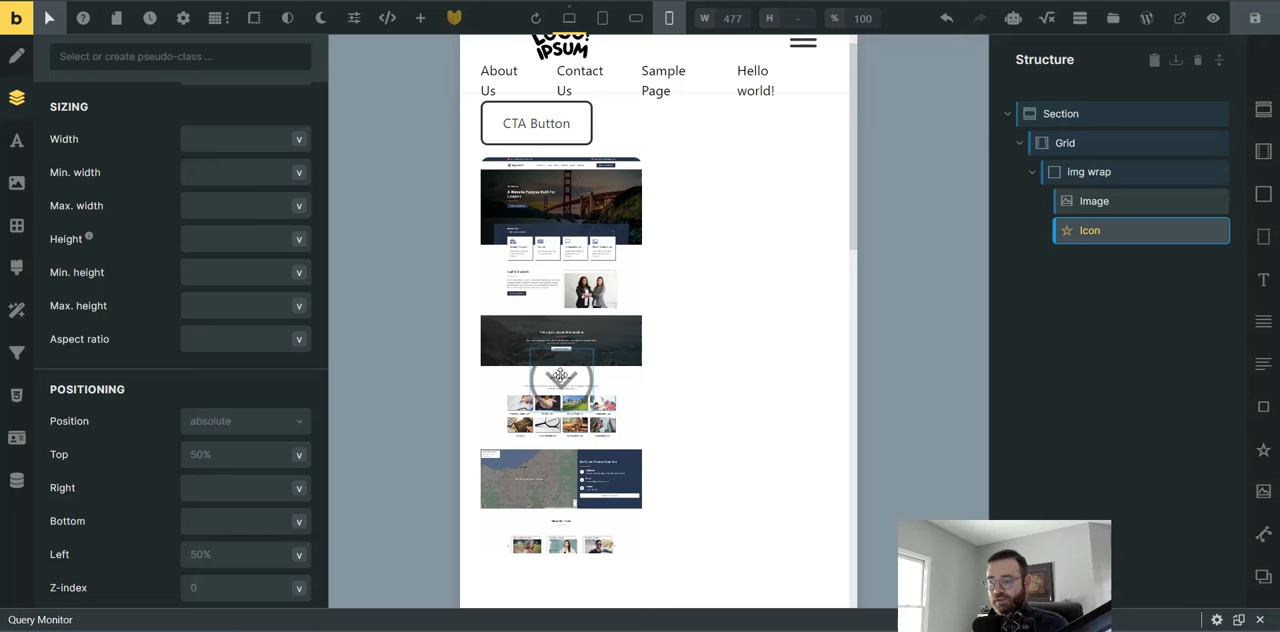 b
W 477
H -
% 100
Select or create pseudo-class ...
SIZING
Width
Min. width
Max. width
Height
Min. height
Max. height
Aspect ratio
POSITIONING
Position absolute
Top 50%
Right
Bottom
Left 50%
Z-index 0
LOGO!
IPSUM
About
Us
Contact
Us
Sample
Page
Hello
world!
CTA Button
Structure
Section
Grid
img wrap
Image
Icon
Query Monitor